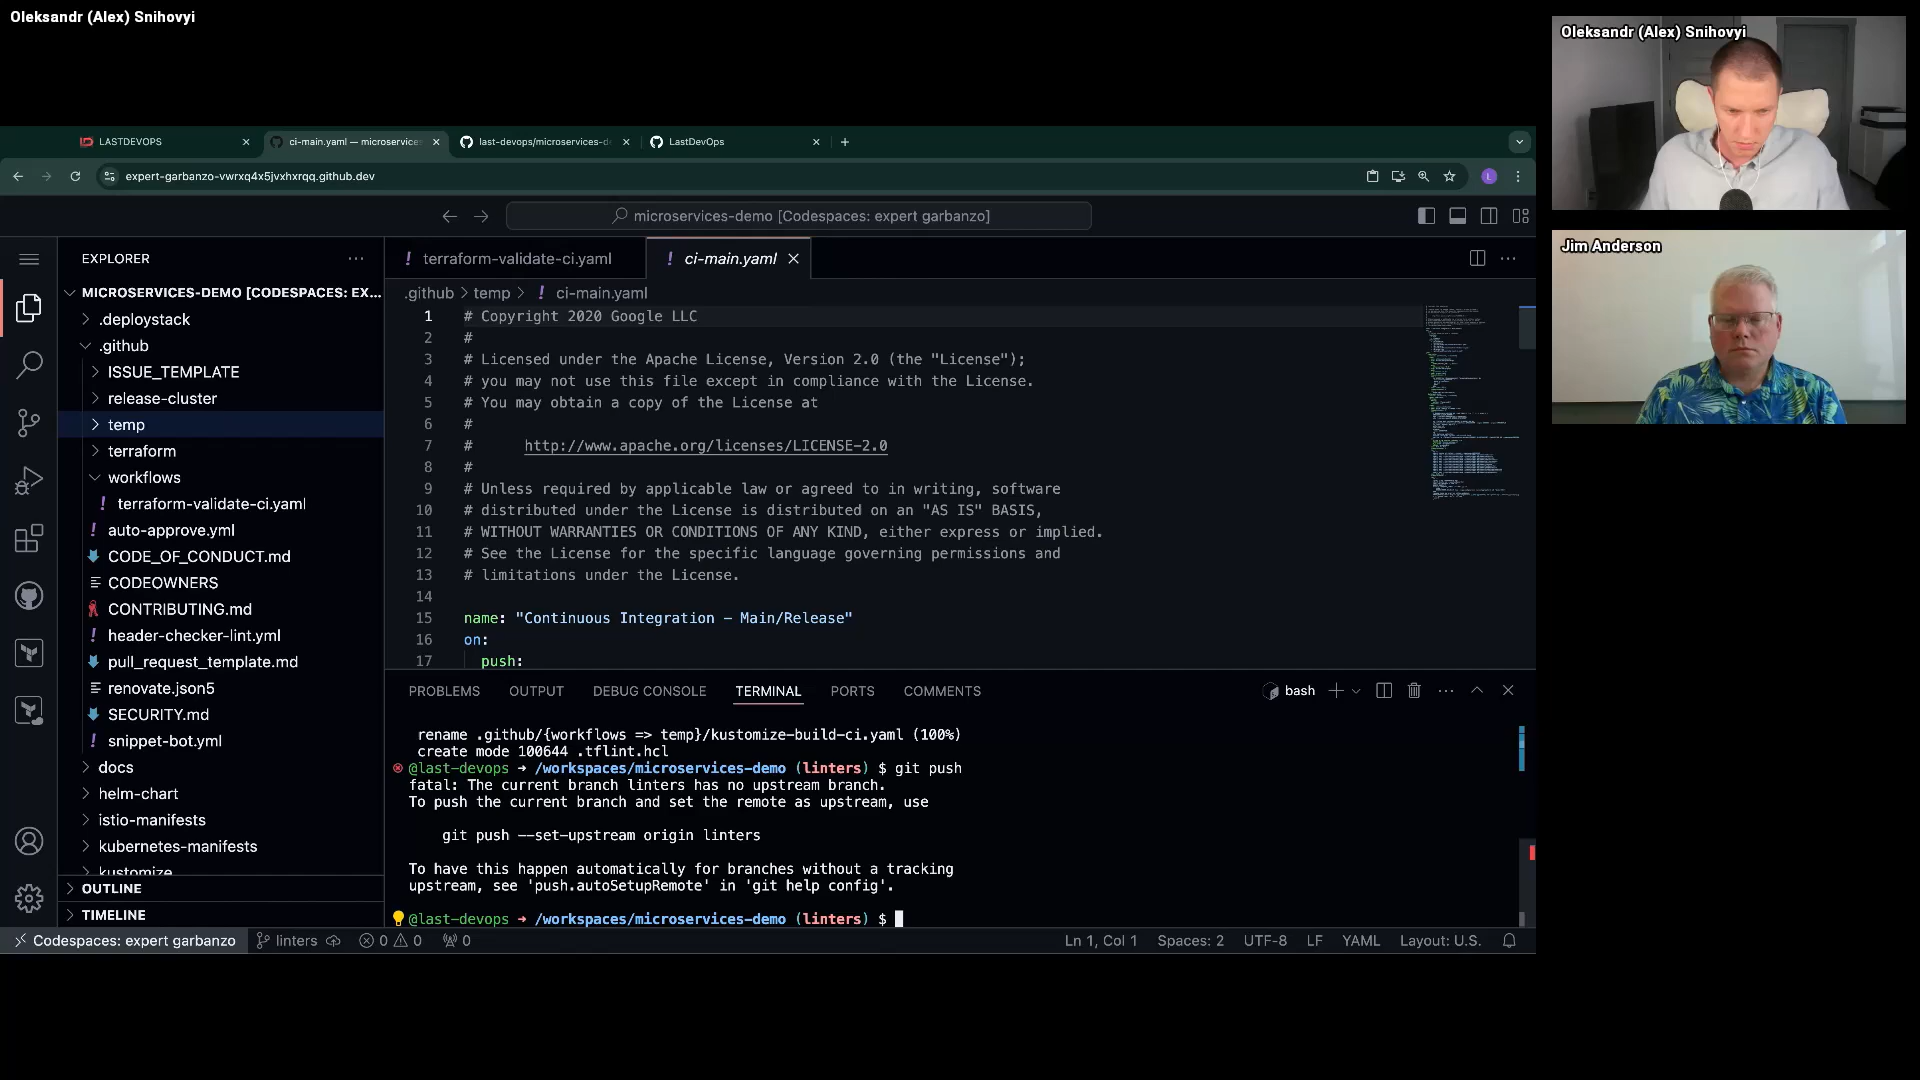 Oleksandr (Alex) Snihovyi
Oleksandr (Alex) Snihovyi
Jim Anderson
LASTDEVOPS
ci-main.yaml — microservices
last-devops/microservices-d
LastDevOps
expert-garbanzo-vwrxq4x5jvxhxrqq.github.dev
L
microservices-demo [Codespaces: expert garbanzo]
EXPLORER
MICROSERVICES-DEMO [CODESPACES: EX...
.deploystack
.github
ISSUE_TEMPLATE
release-cluster
temp
terraform
workflows
terraform-validate-ci.yaml
auto-approve.yml
CODE_OF_CONDUCT.md
CODEOWNERS
CONTRIBUTING.md
header-checker-lint.yml
pull_request_template.md
renovate.json5
SECURITY.md
snippet-bot.yml
docs
helm-chart
istio-manifests
kubernetes-manifests
kustomize
OUTLINE
TIMELINE
! terraform-validate-ci.yaml
! ci-main.yaml
.github > temp > ! ci-main.yaml
1 # Copyright 2020 Google LLC
2 #
3 # Licensed under the Apache License, Version 2.0 (the "License");
4 # you may not use this file except in compliance with the License.
5 # You may obtain a copy of the License at
6 #
7 # http://www.apache.org/licenses/LICENSE-2.0
8 #
9 # Unless required by applicable law or agreed to in writing, software
10 # distributed under the License is distributed on an "AS IS" BASIS,
11 # WITHOUT WARRANTIES OR CONDITIONS OF ANY KIND, either express or implied.
12 # See the License for the specific language governing permissions and
13 # limitations under the License.
14
15 name: "Continuous Integration – Main/Release"
16 on:
17 push:
PROBLEMS OUTPUT DEBUG CONSOLE TERMINAL PORTS COMMENTS
bash
rename .github/{workflows => temp}/kustomize-build-ci.yaml (100%)
create mode 100644 .tflint.hcl
@last-devops → /workspaces/microservices-demo (linters) $ git push
fatal: The current branch linters has no upstream branch.
To push the current branch and set the remote as upstream, use
git push --set-upstream origin linters
To have this happen automatically for branches without a tracking
upstream, see 'push.autoSetupRemote' in 'git help config'.
@last-devops → /workspaces/microservices-demo (linters) $
Codespaces: expert garbanzo
linters
0 0
0
Ln 1, Col 1
Spaces: 2
UTF-8
LF
YAML
Layout: U.S.